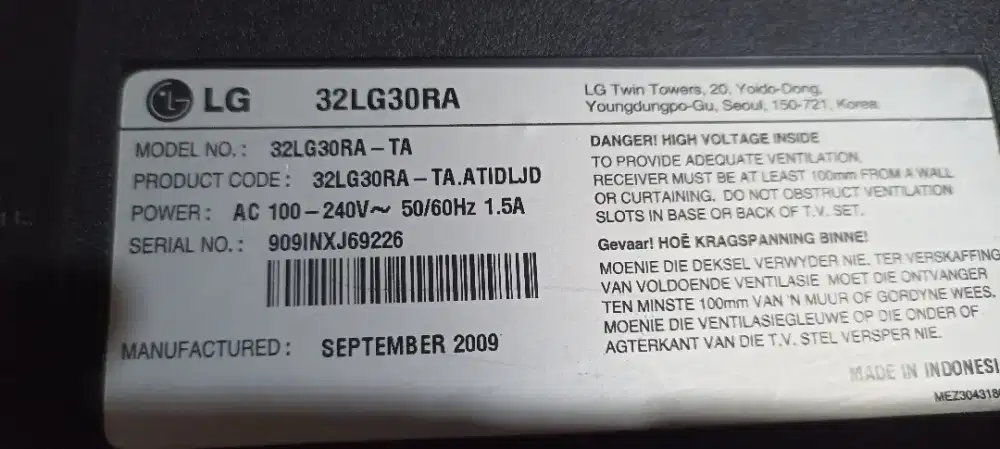 LG 32LG30RA
LG Twin Towers, 20, Yoido-Dong,
Youngdungpo-Gu, Seoul, 150-721, Korea
MODEL NO.: 32LG30RA-TA
PRODUCT CODE: 32LG30RA-TA.ATIDLJD
POWER: AC 100-240V~ 50/60Hz 1.5A
SERIAL NO.: 909INXJ69226
MANUFACTURED: SEPTEMBER 2009
DANGER! HIGH VOLTAGE INSIDE
TO PROVIDE ADEQUATE VENTILATION,
RECEIVER MUST BE AT LEAST 100mm FROM A WALL
OR CURTAINING. DO NOT OBSTRUCT VENTILATION
SLOTS IN BASE OR BACK OF T.V. SET.
Gevaar! HOË KRAGSPANNING BINNE!
MOENIE DIE DEKSEL VERWYDER NIE. TER VERSKAFFING
VAN VOLDOENDE VENTILASIE MOET DIE ONTVANGER
TEN MINSTE 100mm VAN 'N MUUR OF GORDYNE WEES.
MOENIE DIE VENTILASIEGLEUWE OP DIE ONDER OF
AGTERKANT VAN DIE T.V. STEL VERSPER NIE.
MADE IN INDONESI
MEZ3043180